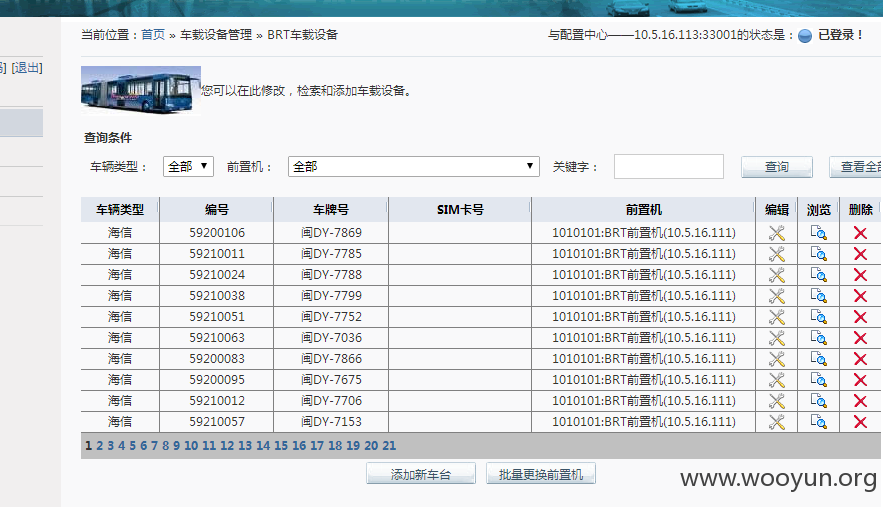 当前位置：首页 » 车载设备管理 » BRT车载设备 与配置中心——10.5.16.113:33001的状态是： 已登录！
[退出]
您可以在此修改，检索和添加车载设备。
查询条件
车辆类型： 全部 前置机： 全部 关键字： 查询 查看全部
车辆类型 编号 车牌号 SIM卡号 前置机 编辑 浏览 删除
海信 59200106 闽DY-7869 1010101:BRT前置机(10.5.16.111)
海信 59210011 闽DY-7785 1010101:BRT前置机(10.5.16.111)
海信 59210024 闽DY-7788 1010101:BRT前置机(10.5.16.111)
海信 59210038 闽DY-7799 1010101:BRT前置机(10.5.16.111)
海信 59210051 闽DY-7752 1010101:BRT前置机(10.5.16.111)
海信 59210063 闽DY-7036 1010101:BRT前置机(10.5.16.111)
海信 59200083 闽DY-7866 1010101:BRT前置机(10.5.16.111)
海信 59200095 闽DY-7675 1010101:BRT前置机(10.5.16.111)
海信 59210012 闽DY-7706 1010101:BRT前置机(10.5.16.111)
海信 59210057 闽DY-7153 1010101:BRT前置机(10.5.16.111)
1 2 3 4 5 6 7 8 9 10 11 12 13 14 15 16 17 18 19 20 21
添加新车台 批量更换前置机
www.wooyun.org